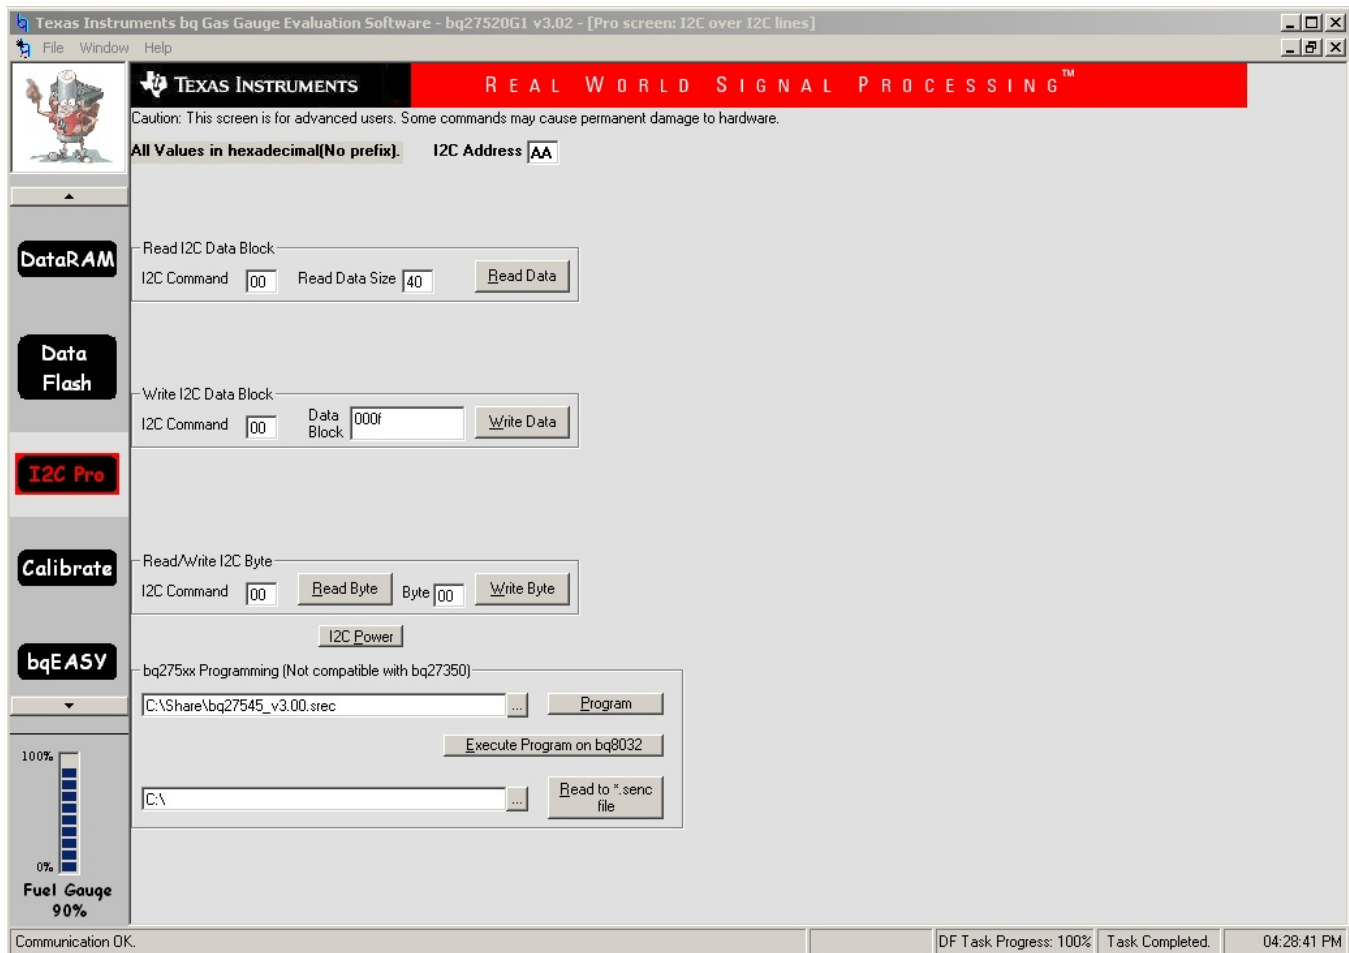 Texas Instruments bq Gas Gauge Evaluation Software - bq27520G1 v3.02 - [Pro screen: I2C over I2C lines]
File Window Help
TEXAS INSTRUMENTS REAL WORLD SIGNAL PROCESSING™
Caution: This screen is for advanced users. Some commands may cause permanent damage to hardware.
All Values in hexadecimal(No prefix). I2C Address AA
DataRAM
Data
Flash
I2C Pro
Calibrate
bqEASY
100%
0%
Fuel Gauge
90%
Read I2C Data Block
I2C Command 00 Read Data Size 40 Read Data
Write I2C Data Block
I2C Command 00 Data Block 000f Write Data
Read/Write I2C Byte
I2C Command 00 Read Byte Byte 00 Write Byte
I2C Power
bq275xx Programming (Not compatible with bq27350)
C:\Share\bq27545_v3.00.srec ... Program
Execute Program on bq8032
C:\ ... Read to *.senc
file
Communication OK. DF Task Progress: 100% Task Completed. 04:28:41 PM